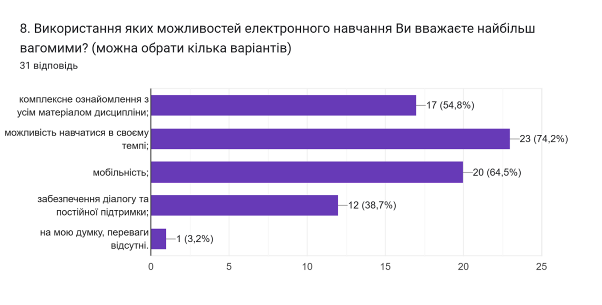 8. Використання яких можливостей електронного навчання Ви вважаєте найбільш
вагомими? (можна обрати кілька варіантів)
31 відповідь
комплексне ознайомлення з
усім матеріалом дисципліни;
17 (54,8%)
можливість навчатися в своєму
темпі;
23 (74,2%)
мобільність;
20 (64,5%)
забезпечення діалогу та
постійної підтримки;
12 (38,7%)
на мою думку, переваги
відсутні.
1 (3,2%)
0 5 10 15 20 25